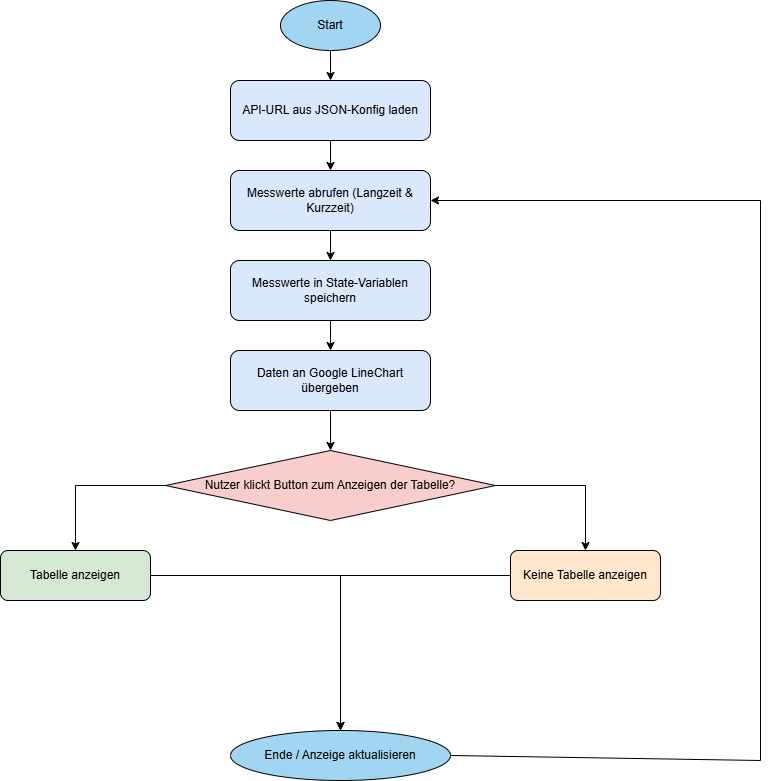 Start
API-URL aus JSON-Konfig laden
Messwerte abrufen (Langzeit &
Kurzzeit)
Messwerte in State-Variablen
speichern
Daten an Google LineChart
übergeben
Nutzer klickt Button zum Anzeigen der Tabelle?
Tabelle anzeigen
Keine Tabelle anzeigen
Ende / Anzeige aktualisieren